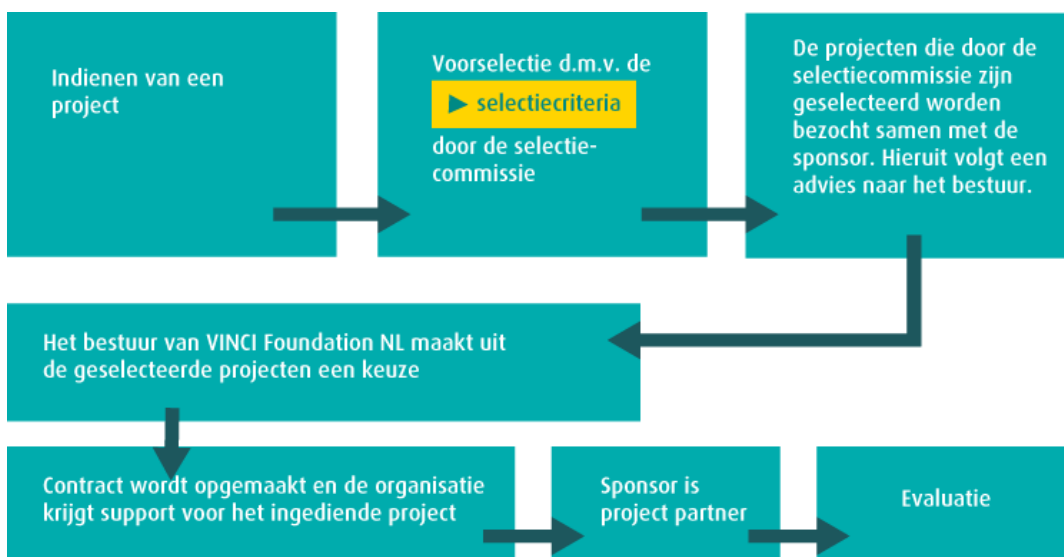 Indienen van een
project
Voorselectie d.m.v. de
▶ selectiecriteria
door de selectie-
commissie
De projecten die door de
selectiecommissie zijn
geselecteerd worden
bezocht samen met de
sponsor. Hieruit volgt een
advies naar het bestuur.
Het bestuur van VINCI Foundation NL maakt uit
de geselecteerde projecten een keuze
Contract wordt opgemaakt en de organisatie
krijgt support voor het ingediende project
Sponsor is
project partner
Evaluatie